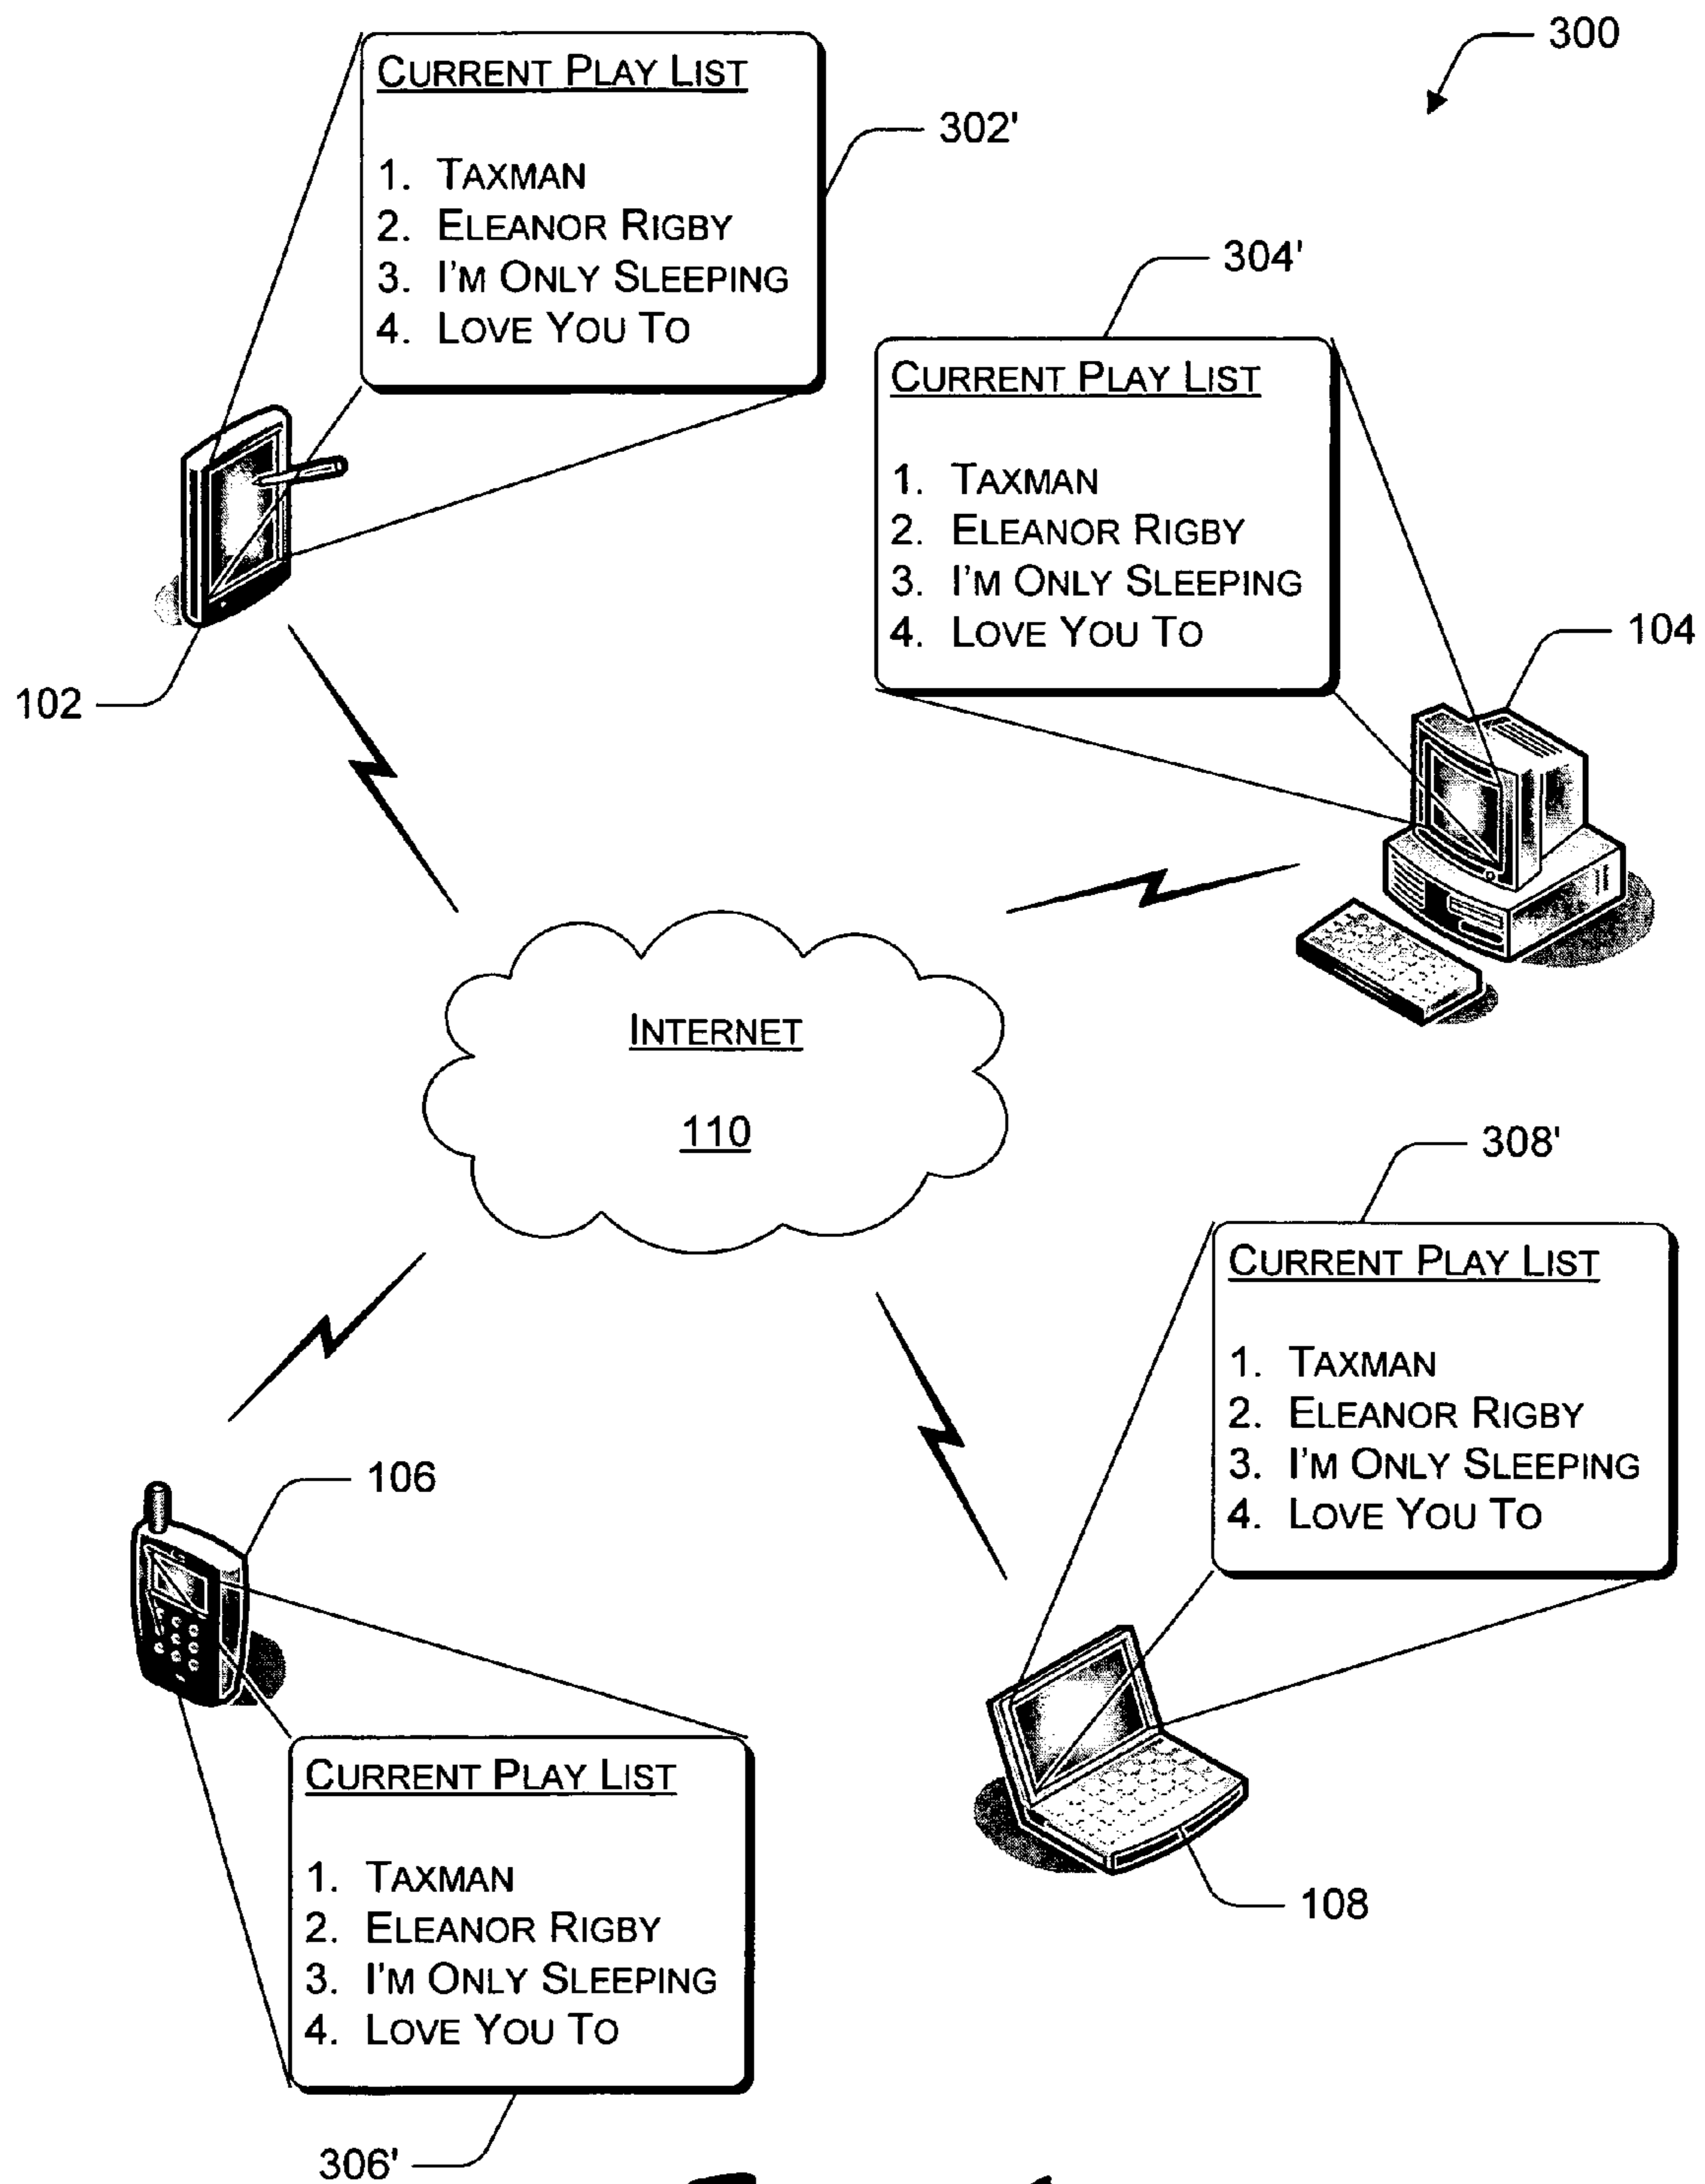 300
CURRENT PLAY LIST
1. TAXMAN
2. ELEANOR RIGBY
3. I'M ONLY SLEEPING
4. LOVE YOU TO
302'
304'
CURRENT PLAY LIST
1. TAXMAN
2. ELEANOR RIGBY
3. I'M ONLY SLEEPING
4. LOVE YOU TO
104
102
INTERNET
110
308'
CURRENT PLAY LIST
1. TAXMAN
2. ELEANOR RIGBY
3. I'M ONLY SLEEPING
4. LOVE YOU TO
106
108
CURRENT PLAY LIST
1. TAXMAN
2. ELEANOR RIGBY
3. I'M ONLY SLEEPING
4. LOVE YOU TO
306'